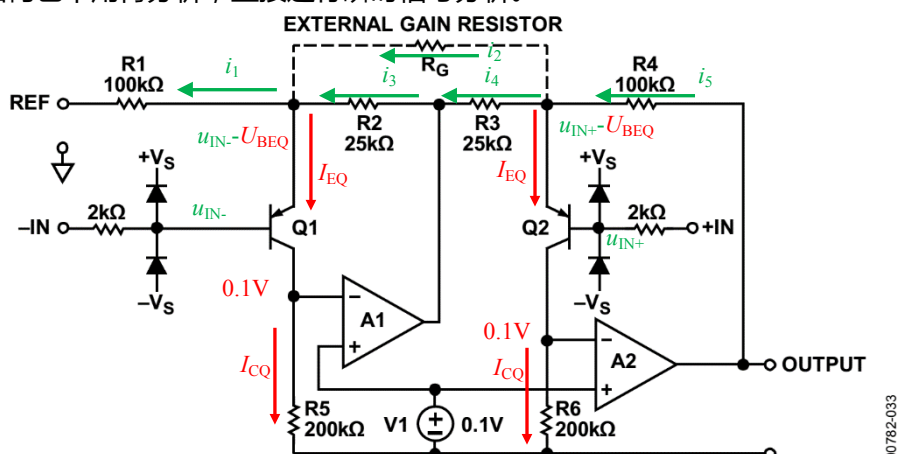 EXTERNAL GAIN RESISTOR
R1
100kΩ
i1
i2
RG
i3
i4
R4
100kΩ
i5
REF
R2
25kΩ
R3
25kΩ
uIN--UBEQ
uIN+-UBEQ
IEQ
IEQ
+VS
+VS
–IN
2kΩ
uIN-
Q1
Q2
2kΩ
+IN
uIN+
–VS
–VS
0.1V
–
A1
+
0.1V
–
A2
+
OUTPUT
ICQ
ICQ
R5
200kΩ
V1
+
–
0.1V
R6
200kΩ
00782-033